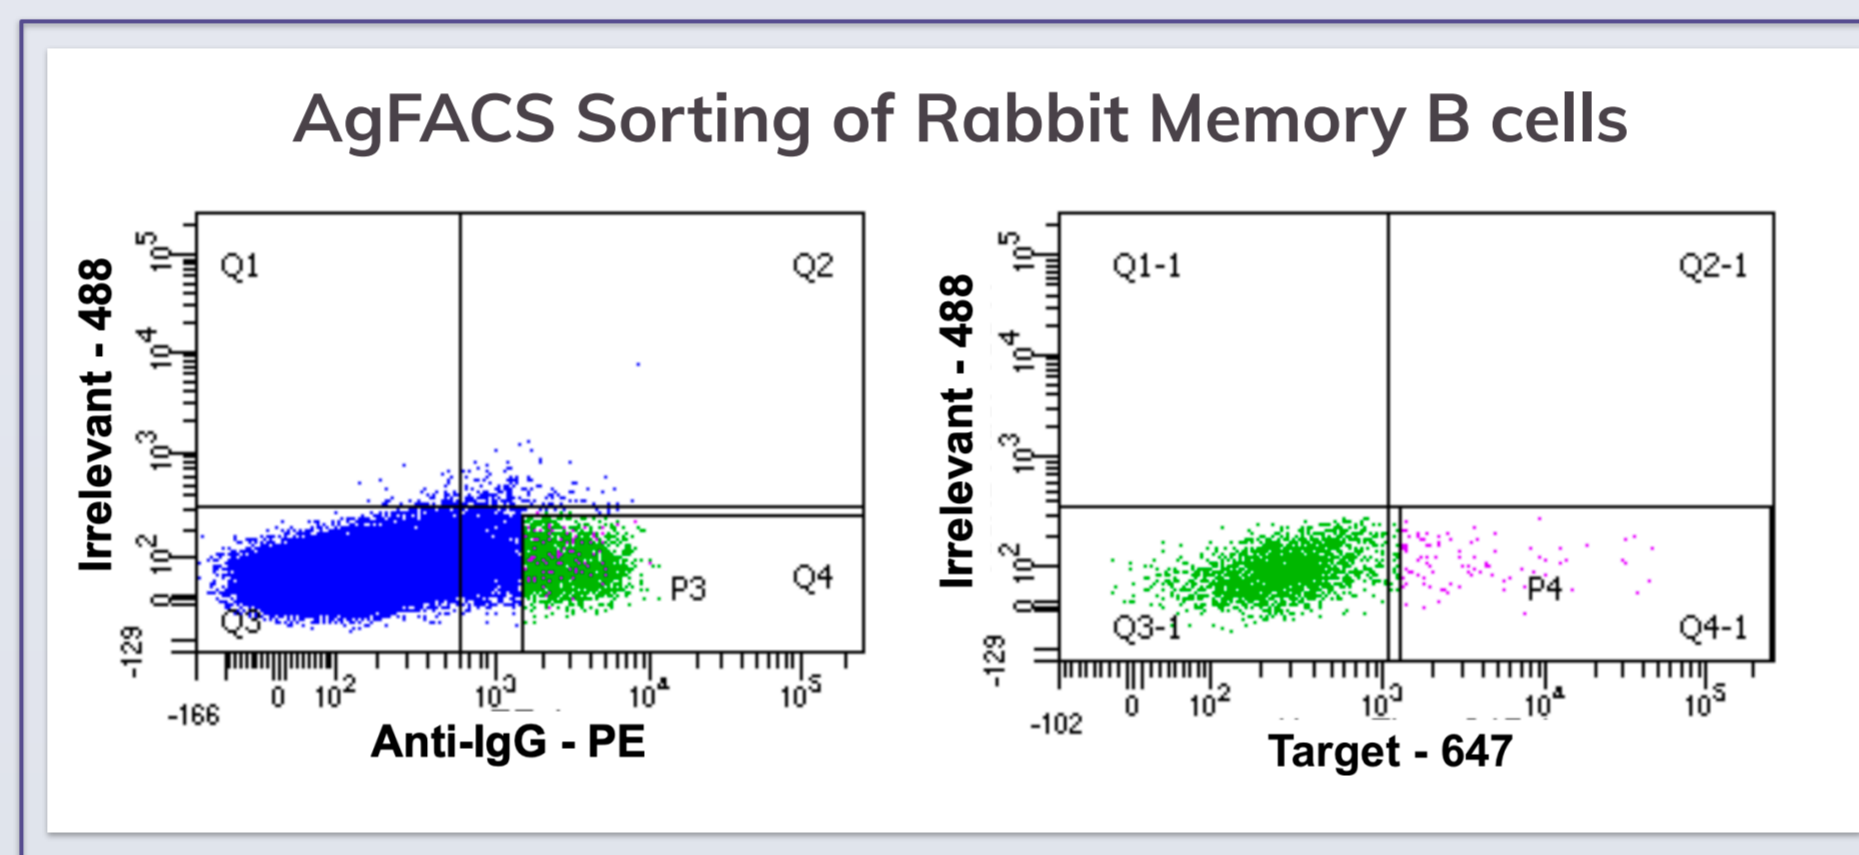 AgFACS Sorting of Rabbit Memory B cells
Irrelevant - 488
10^5
10^4
10^3
10^2
0
-129
Q1
Q2
Q3
Q4
P3
-166
0
10^2
10^3
10^4
10^5
Anti-IgG - PE
Irrelevant - 488
10^5
10^4
10^3
10^2
0
-129
Q1-1
Q2-1
Q3-1
Q4-1
P4
-102
0
10^2
10^3
10^4
10^5
Target - 647